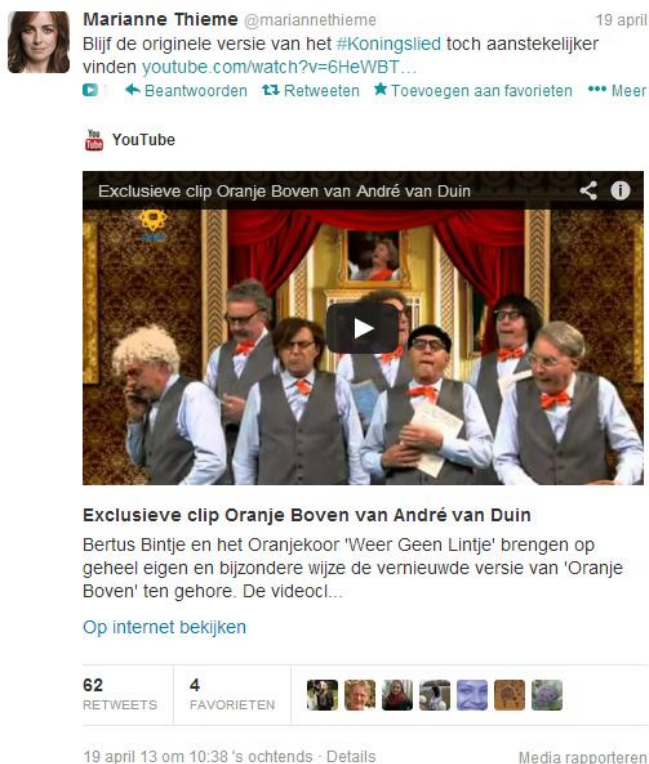 Marianne Thieme @mariannethieme 19 april
Blijf de originele versie van het #Koningslied toch aanstekelijker
vinden youtube.com/watch?v=6HeWBT...
Beantwoorden Retweeten Toevoegen aan favorieten Meer
You Tube YouTube
Exclusieve clip Oranje Boven van André van Duin
Exclusieve clip Oranje Boven van André van Duin
Bertus Bintje en het Oranjekoor 'Weer Geen Lintje' brengen op
geheel eigen en bijzondere wijze de vernieuwde versie van 'Oranje
Boven' ten gehore. De videocl...
Op internet bekijken
62 4
RETWEETS FAVORIETEN
19 april 13 om 10:38 's ochtends · Details Media rapporteren